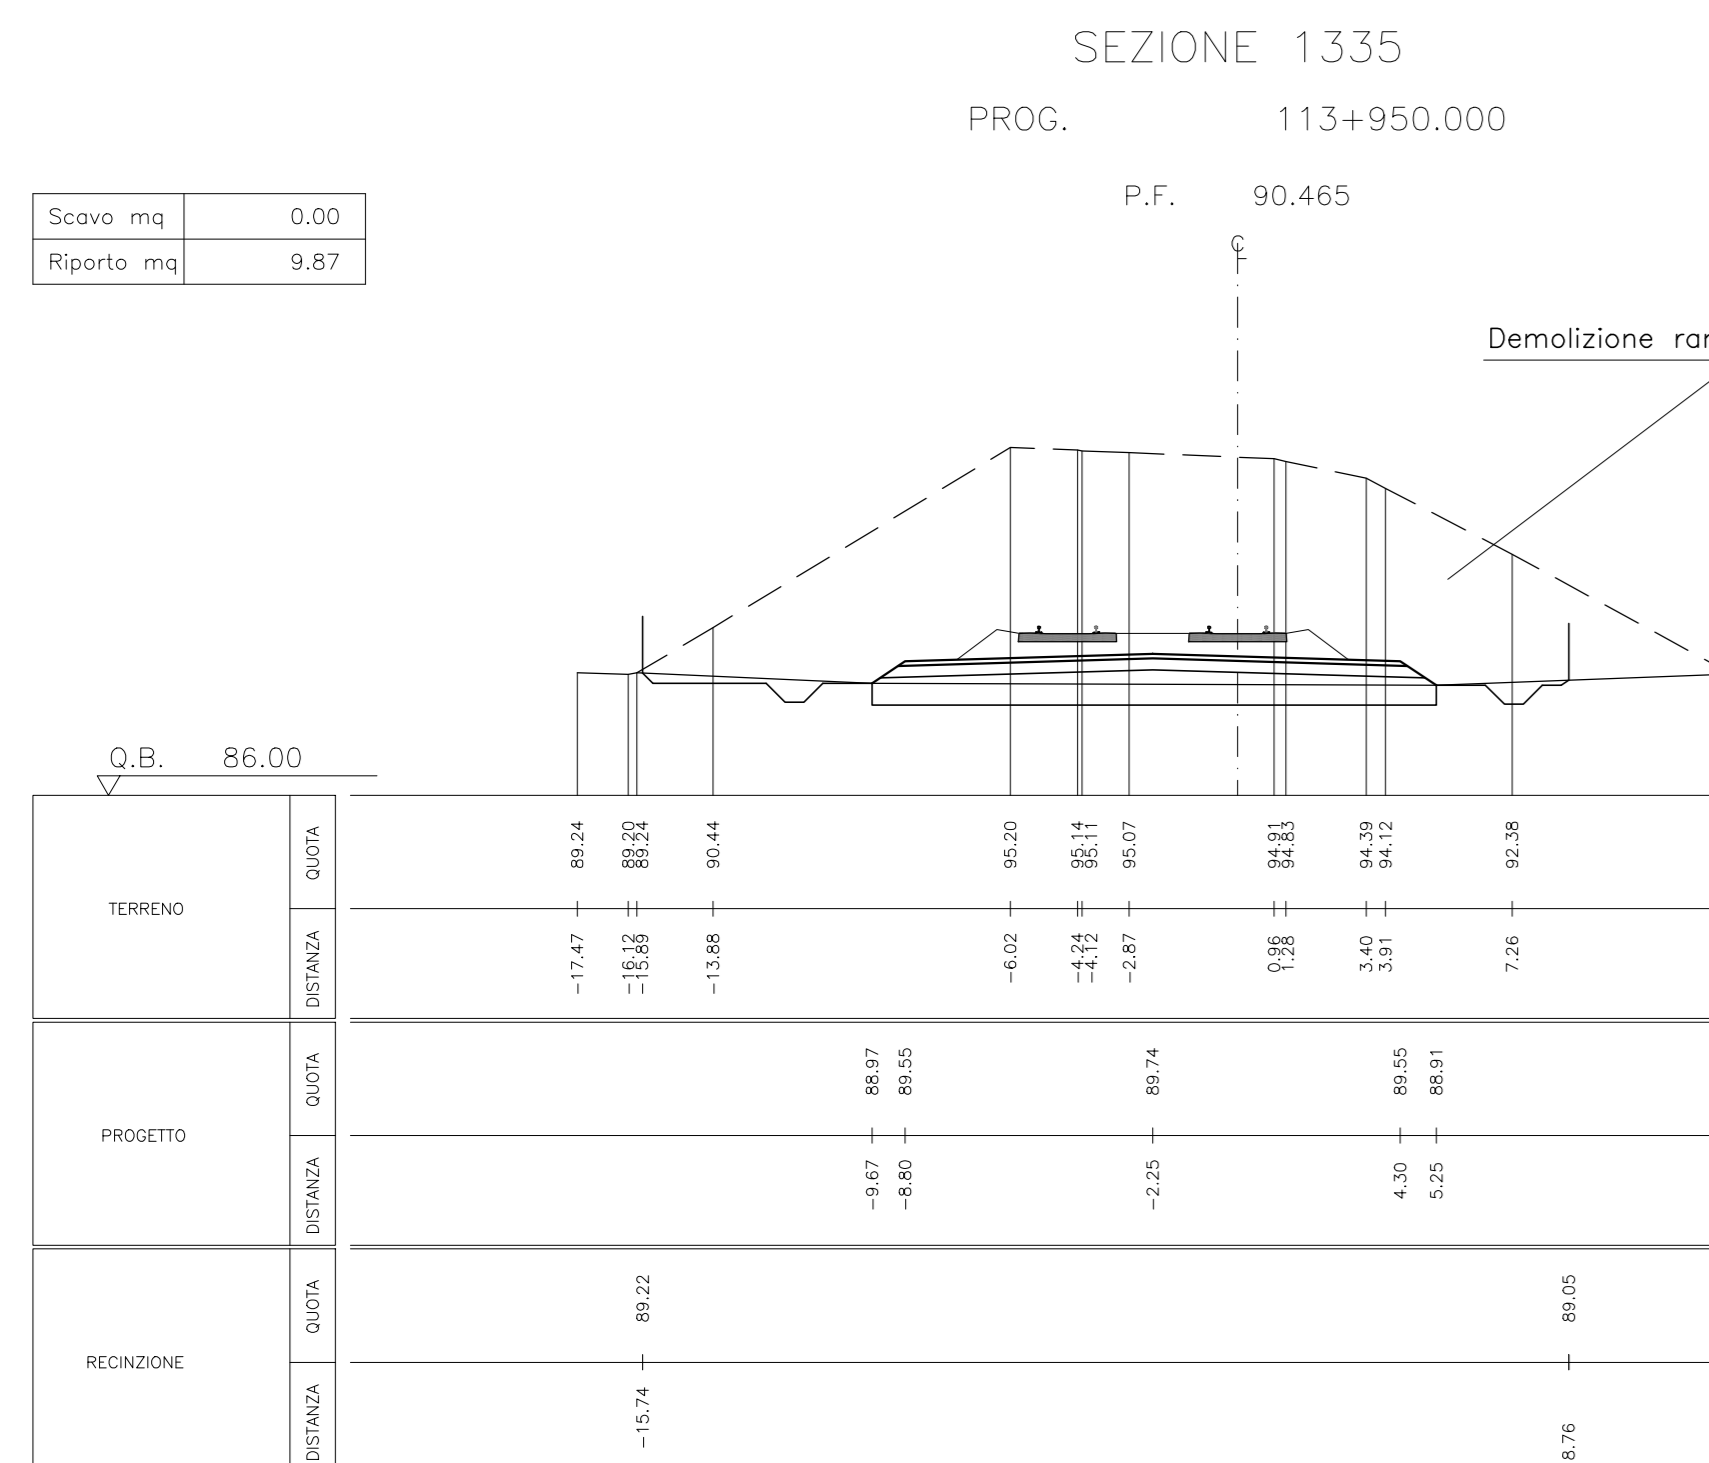 SEZIONE 1335
PROG. 113+950.000
P.F. 90.465
Scavo mq 0.00
Riporto mq 9.87
Demolizione
Q.B. 86.00
TERRENO
QUOTA 89.24 89.20 89.24 90.44 95.20 95.14 95.11 95.07 94.91 94.83 94.39 94.12 92.38
DISTANZA -17.47 -16.12 -15.89 -13.88 -6.02 -4.24 -4.12 -2.87 0.96 1.28 3.40 3.91 7.26
PROGETTO
QUOTA 88.97 89.55 89.74 89.55 88.91
DISTANZA -9.67 -8.80 -2.25 4.30 5.25
RECINZIONE
QUOTA 89.22 89.05
DISTANZA -15.74 8.76